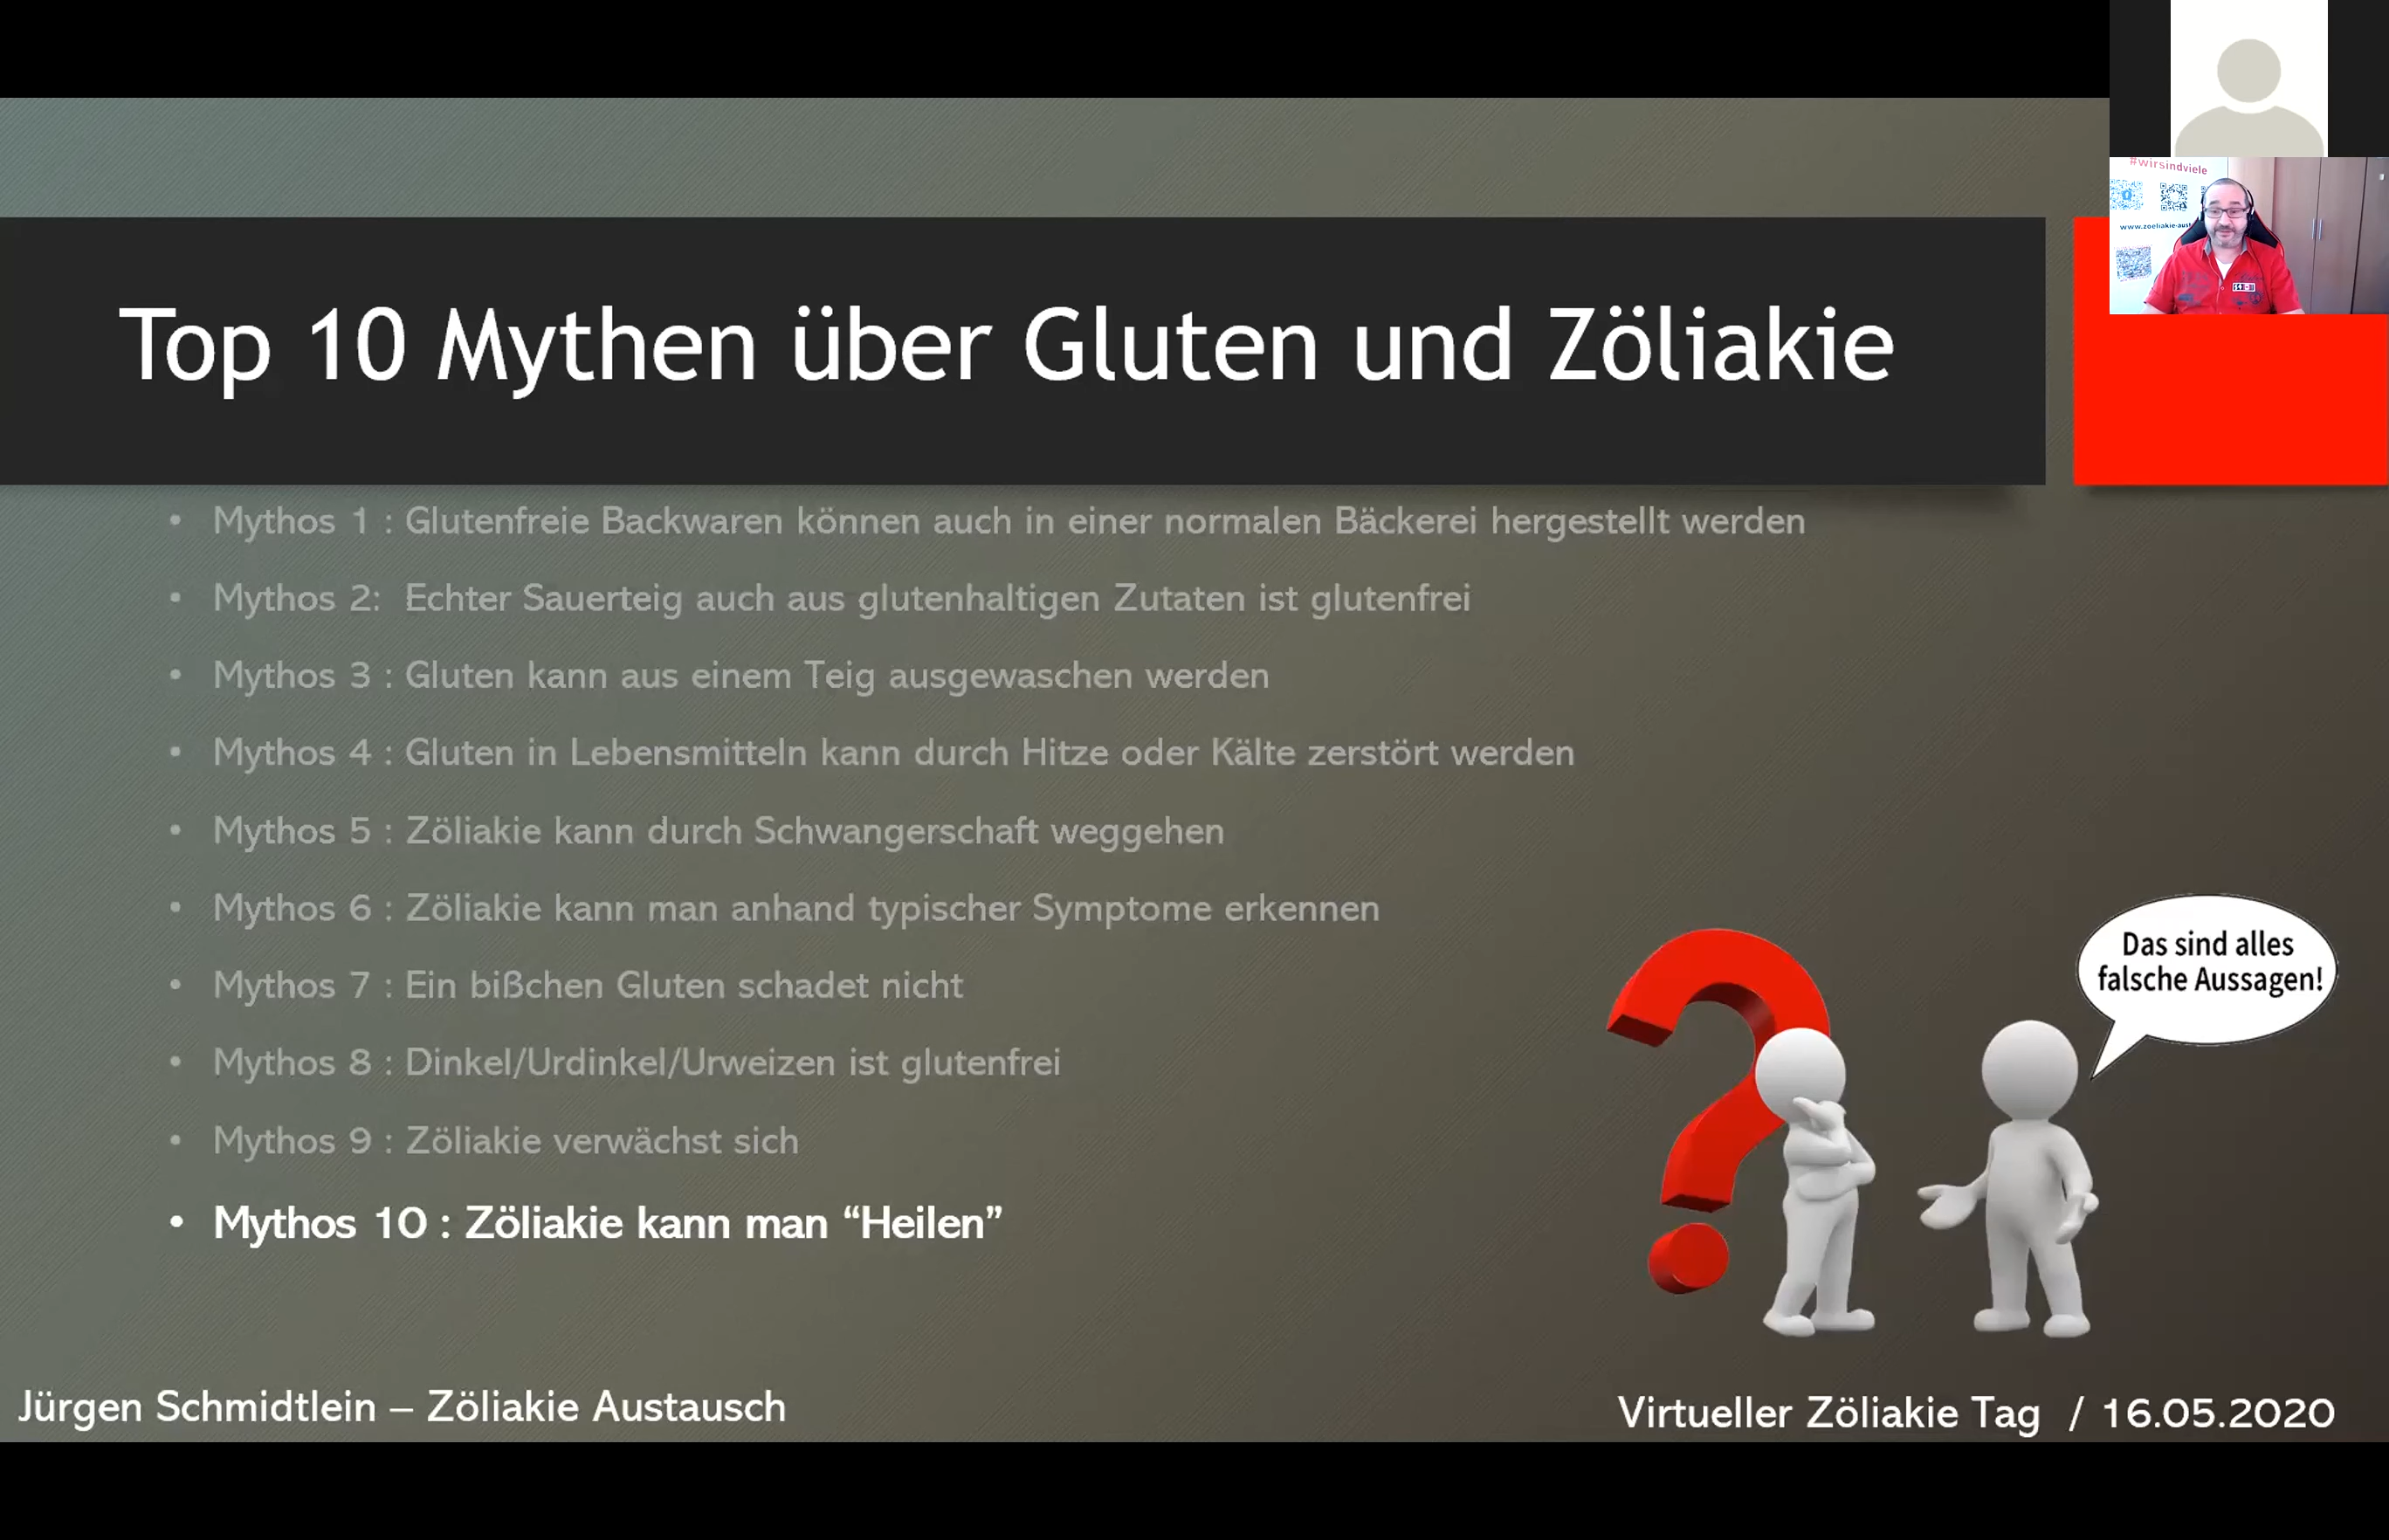 #wirsindviele
Top 10 Mythen über Gluten und Zöliakie
• Mythos 1 : Glutenfreie Backwaren können auch in einer normalen Bäckerei hergestellt werden
• Mythos 2: Echter Sauerteig auch aus glutenhaltigen Zutaten ist glutenfrei
• Mythos 3 : Gluten kann aus einem Teig ausgewaschen werden
• Mythos 4 : Gluten in Lebensmitteln kann durch Hitze oder Kälte zerstört werden
• Mythos 5 : Zöliakie kann durch Schwangerschaft weggehen
• Mythos 6 : Zöliakie kann man anhand typischer Symptome erkennen
• Mythos 7 : Ein bißchen Gluten schadet nicht
• Mythos 8 : Dinkel/Urdinkel/Urweizen ist glutenfrei
• Mythos 9 : Zöliakie verwächst sich
• Mythos 10 : Zöliakie kann man “Heilen”
Das sind alles
falsche Aussagen!
Jürgen Schmidtlein – Zöliakie Austausch
Virtueller Zöliakie Tag / 16.05.2020